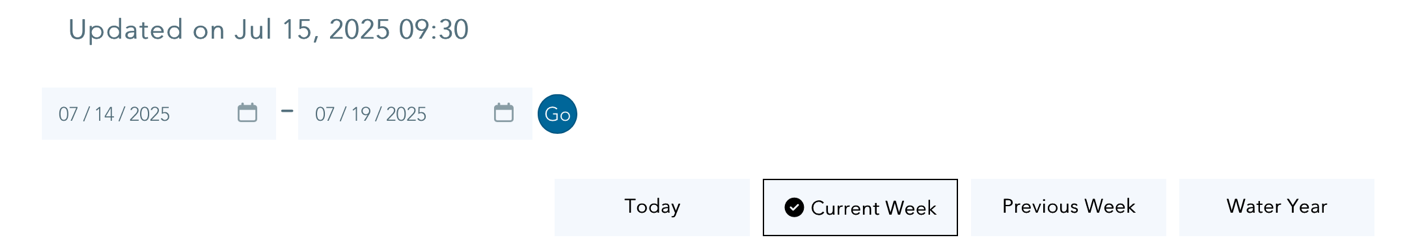 Updated on Jul 15, 2025 09:30
07 / 14 / 2025 – 07 / 19 / 2025 Go
Today Current Week Previous Week Water Year